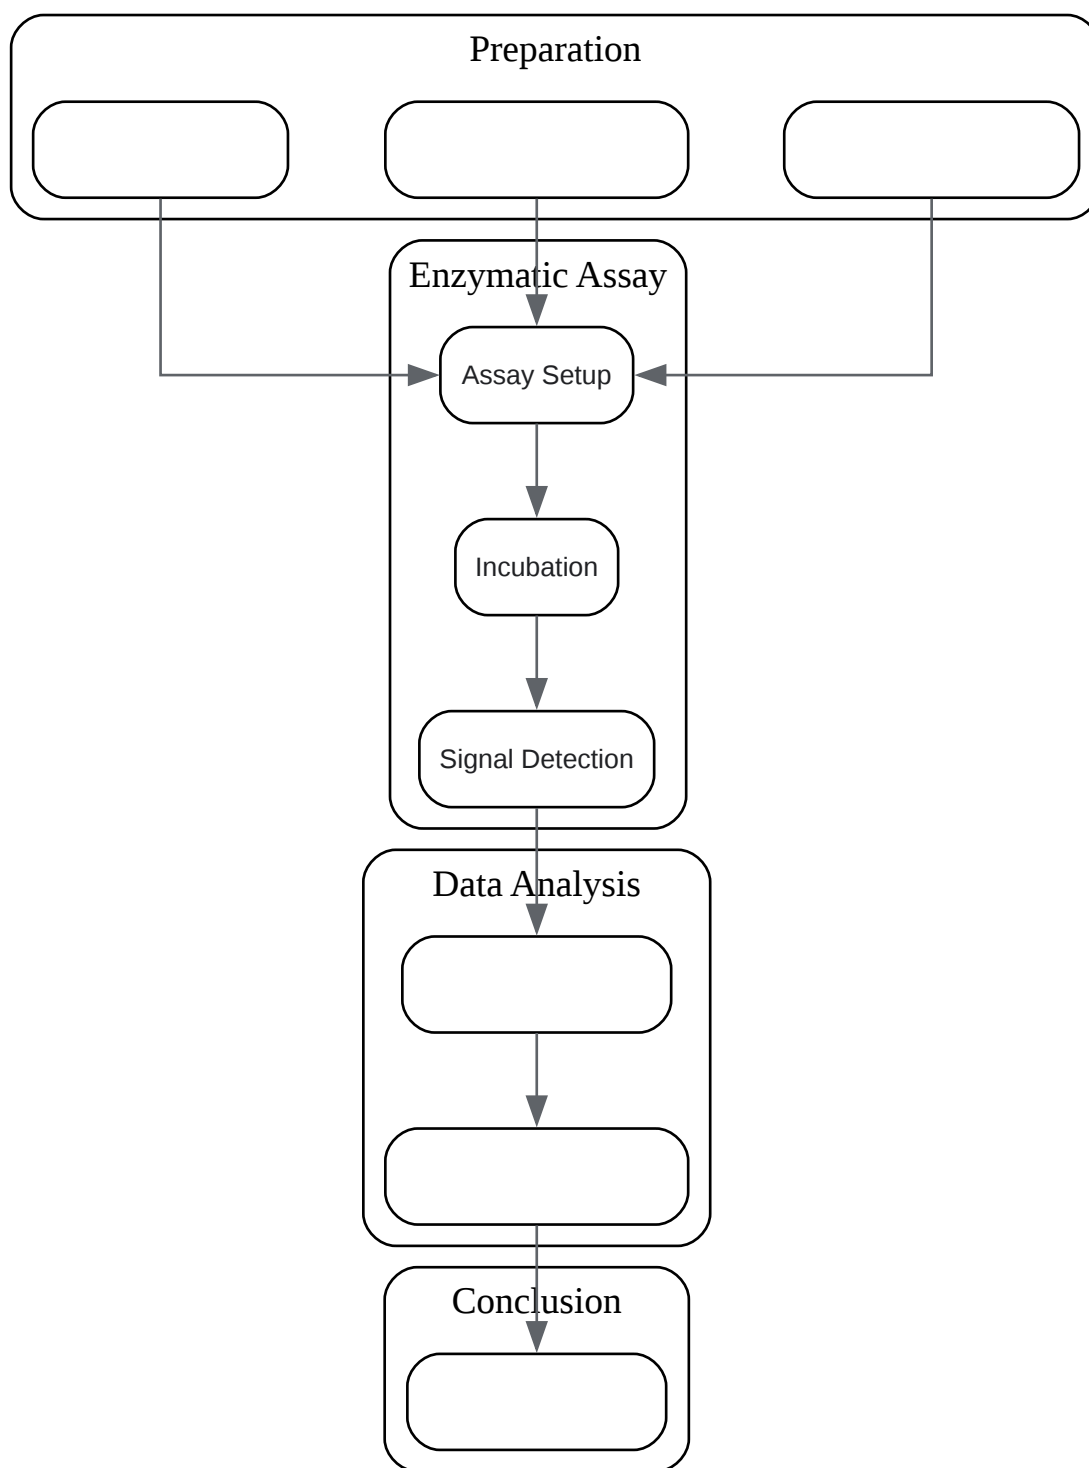 Preparation
Enzymatic Assay
Assay Setup
Incubation
Signal Detection
Data Analysis
Conclusion